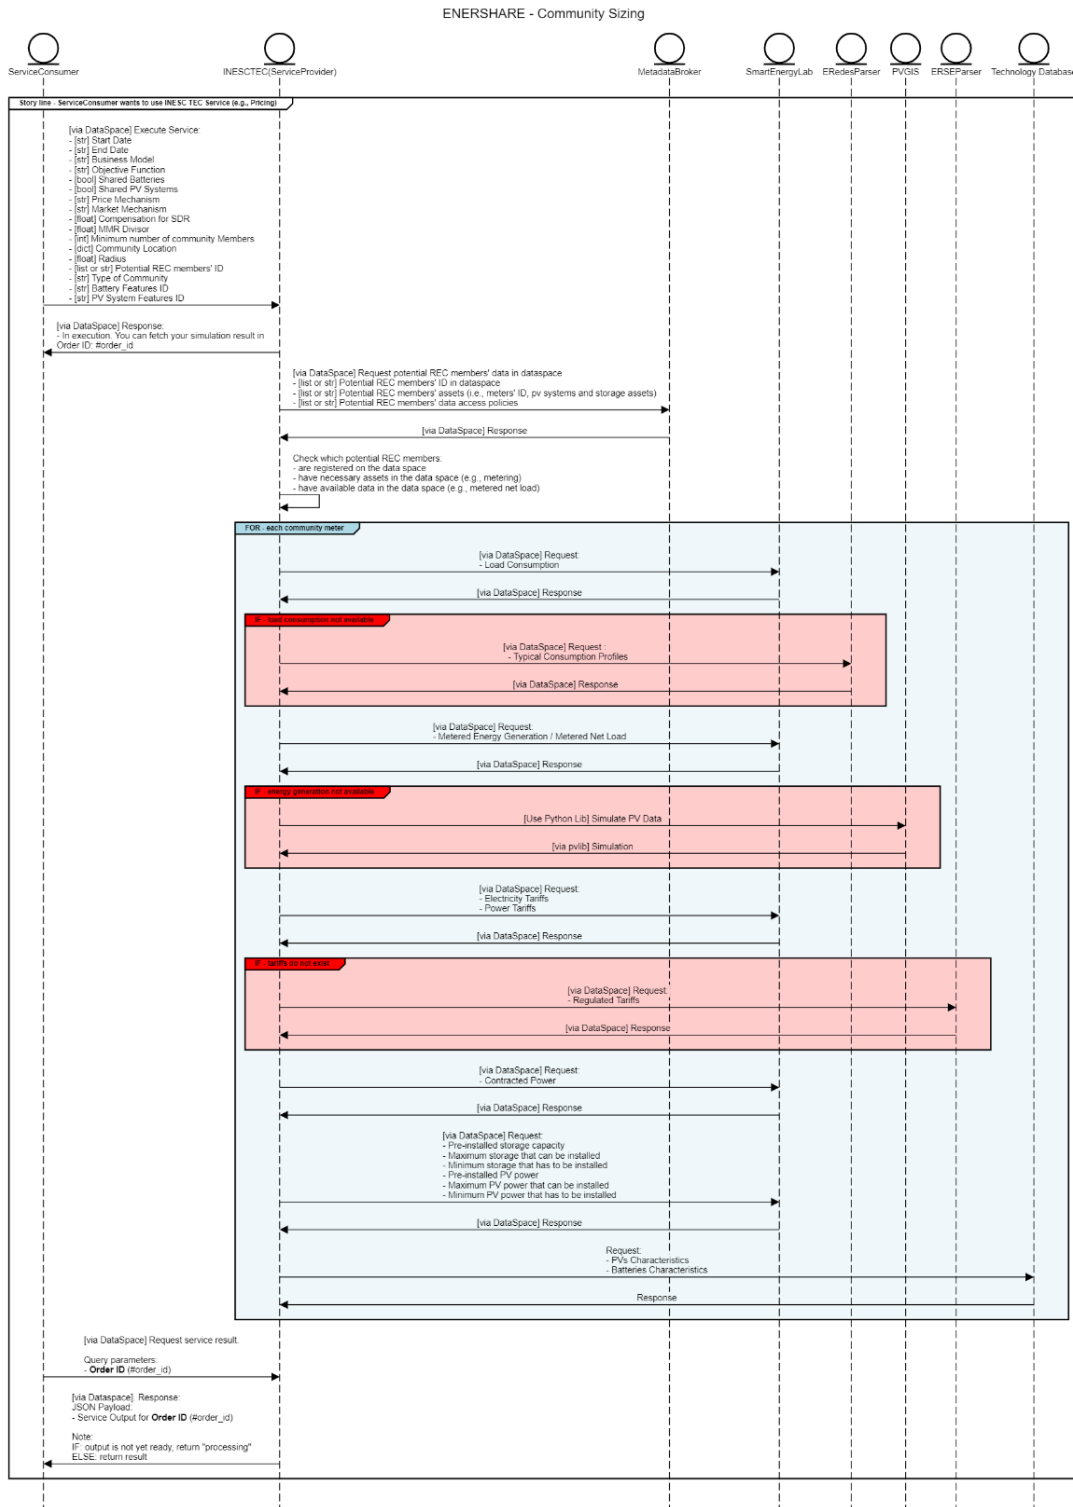 ENERSHARE - Community Sizing
ServiceConsumer
INESCTEC(ServiceProvider)
MetadataBroker
SmartEnergyLab
ERedesParser
PVGIS
ERSEParser
Technology Database
Story line - ServiceConsumer wants to use INESC TEC Service (e.g., Pricing)
[via DataSpace] Execute Service:
- [str] Start Date
- [str] End Date
- [str] Business Model
- [str] Objective Function
- [bool] Shared Batteries
- [bool] Shared PV Systems
- [str] Price Mechanism
- [str] Market Mechanism
- [float] Compensation for SDR
- [float] MMR Divisor
- [int] Minimum number of community Members
- [dict] Community Location
- [float] Radius
- [list or str] Potential REC members' ID
- [str] Type of Community
- [str] Battery Features ID
- [str] PV System Features ID
[via DataSpace] Response:
- In execution. You can fetch your simulation result in
Order ID: #order_id
[via DataSpace] Request potential REC members' data in dataspace
- [list or str] Potential REC members' ID in dataspace
- [list or str] Potential REC members' assets (i.e., meters' ID, pv systems and storage assets)
- [list or str] Potential REC members' data access policies
[via DataSpace] Response
Check which potential REC members:
- are registered on the data space
- have necessary assets in the data space (e.g., metering)
- have available data in the data space (e.g., metered net load)
FOR - each community meter
[via DataSpace] Request:
- Load Consumption
[via DataSpace] Response
IF - load consumption not available
[via DataSpace] Request :
- Typical Consumption Profiles
[via DataSpace] Response
[via DataSpace] Request:
- Metered Energy Generation / Metered Net Load
[via DataSpace] Response
IF - energy generation not available
[Use Python Lib] Simulate PV Data
[via pvlib] Simulation
[via DataSpace] Request:
- Electricity Tariffs
- Power Tariffs
[via DataSpace] Response
IF - tariffs do not exist
[via DataSpace] Request:
- Regulated Tariffs
[via DataSpace] Response
[via DataSpace] Request:
- Contracted Power
[via DataSpace] Response
[via DataSpace] Request:
- Pre-installed storage capacity
- Maximum storage that can be installed
- Minimum storage that has to be installed
- Pre-installed PV power
- Maximum PV power that can be installed
- Minimum PV power that has to be installed
[via DataSpace] Response
Request:
- PVs Characteristics
- Batteries Characteristics
Response
[via DataSpace] Request service result.
Query parameters:
- Order ID (#order_id)
[via Dataspace]. Response:
JSON Payload:
- Service Output for Order ID (#order_id)
Note:
IF: output is not yet ready, return "processing"
ELSE: return result